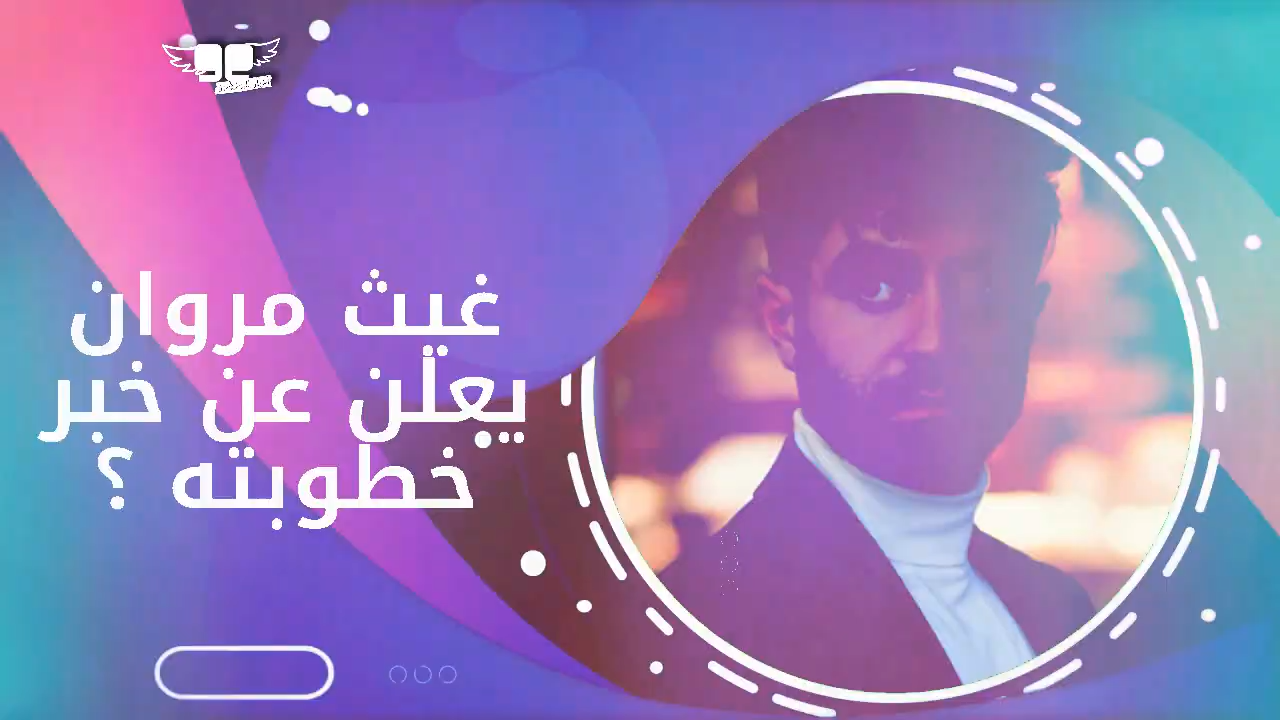 غيث مروان
يعلن عن خبر
خطوبته ؟